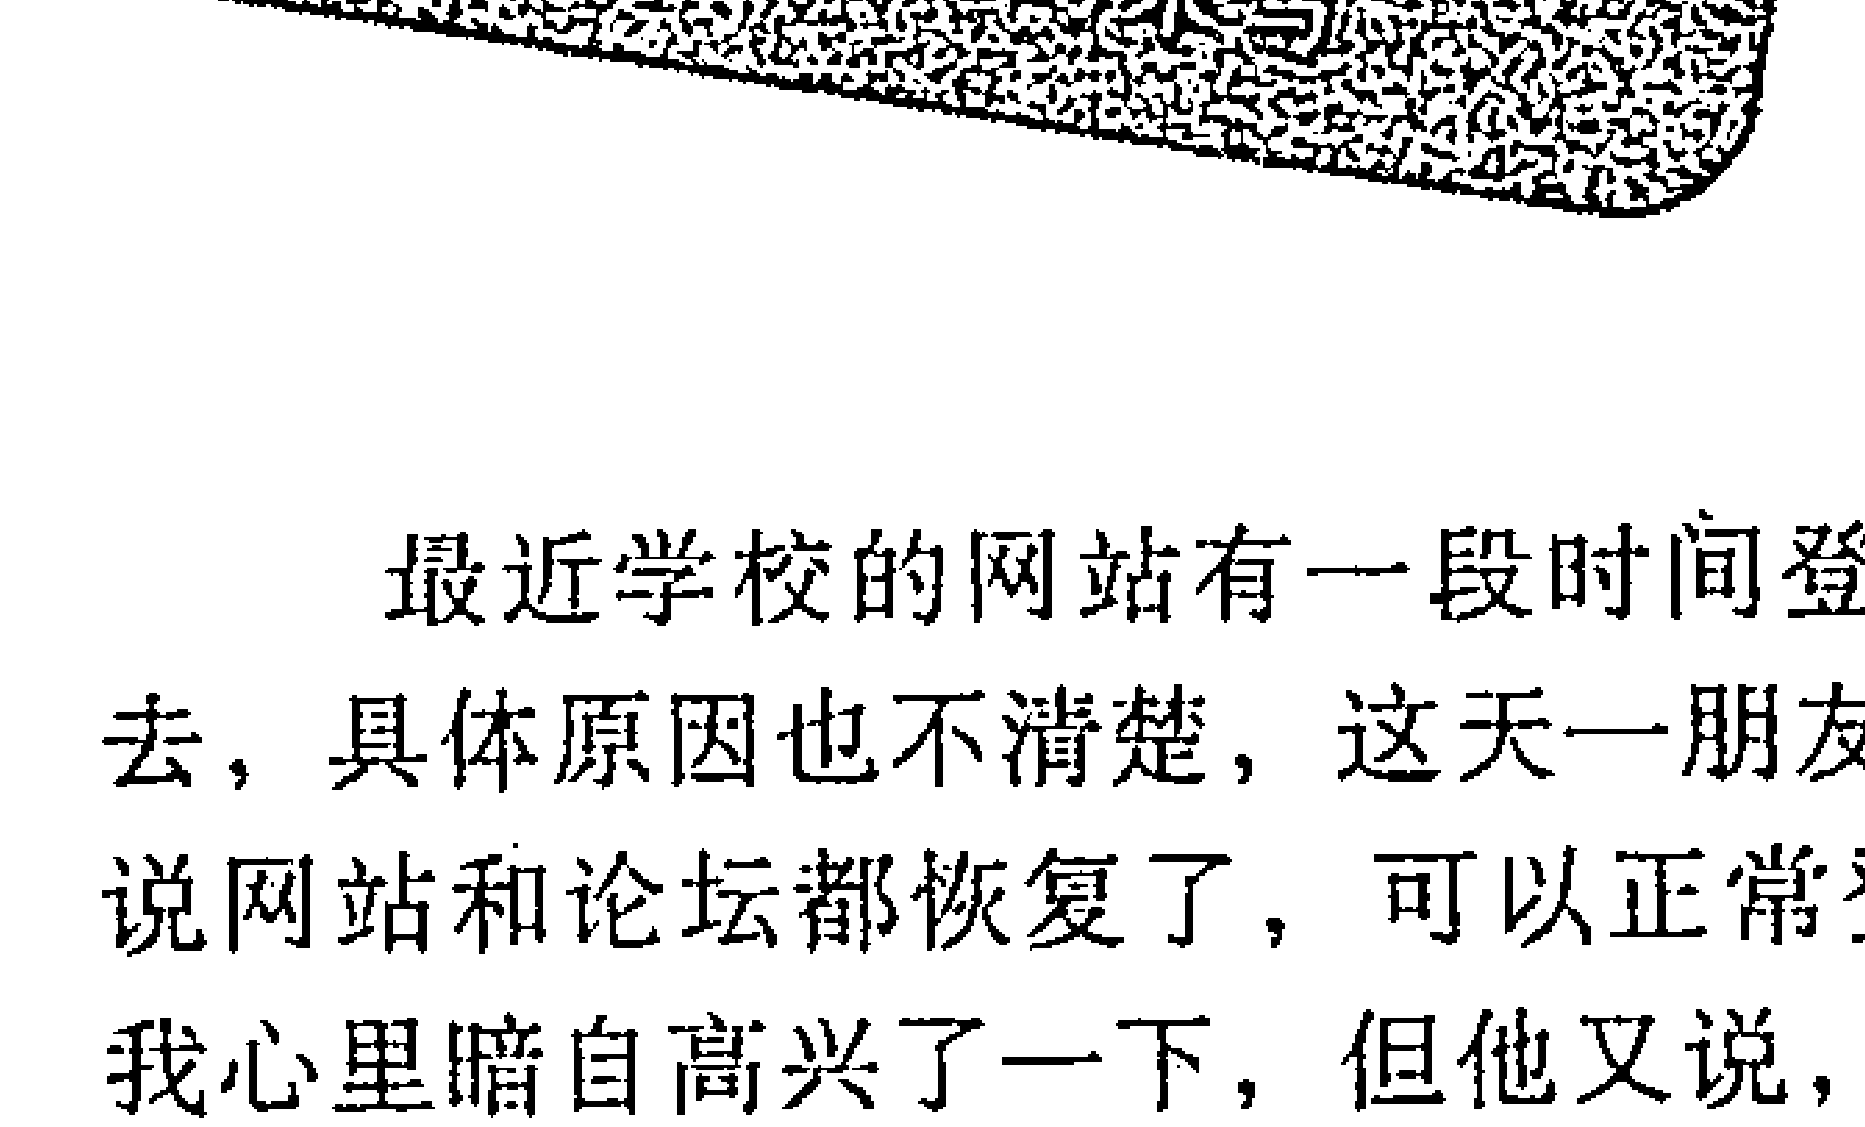 最近学校的网站有一段时间登
去，具体原因也不清楚，这天一朋友
说网站和论坛都恢复了，可以正常
我心里暗自高兴了一下，但他又说，